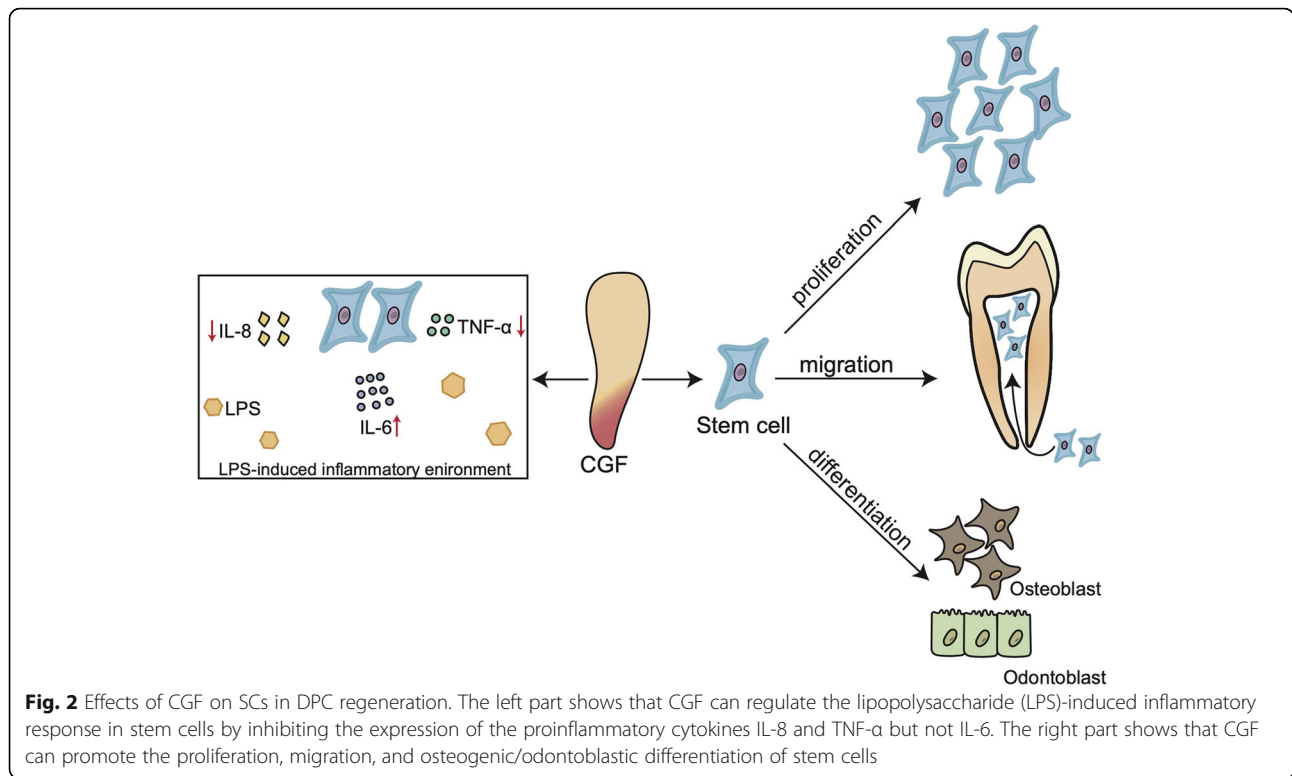 proliferation
IL-8
TNF-α
migration
LPS
IL-6
Stem cell
LPS-induced inflammatory enironment
CGF
differentiation
Osteoblast
Odontoblast
Fig. 2 Effects of CGF on SCs in DPC regeneration. The left part shows that CGF can regulate the lipopolysaccharide (LPS)-induced inflammatory
response in stem cells by inhibiting the expression of the proinflammatory cytokines IL-8 and TNF-α but not IL-6. The right part shows that CGF
can promote the proliferation, migration, and osteogenic/odontoblastic differentiation of stem cells